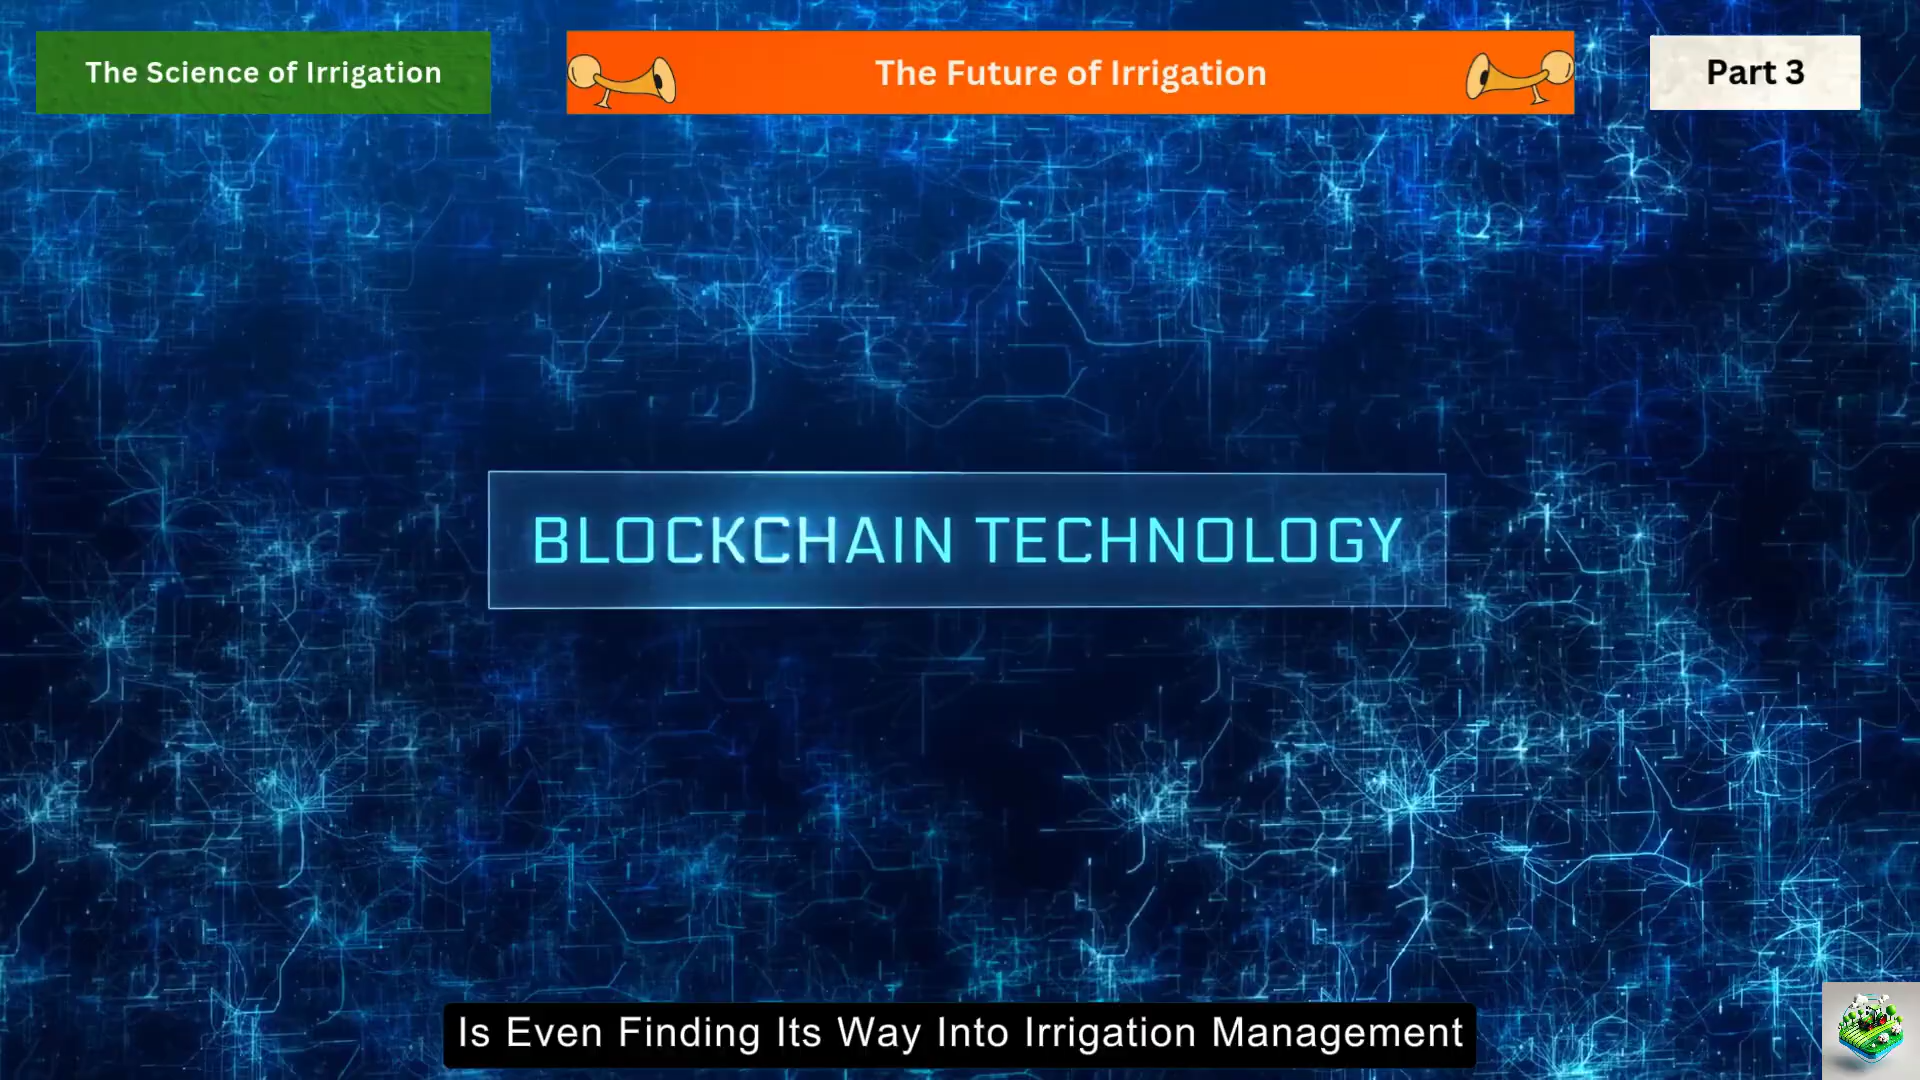 The Science of Irrigation
The Future of Irrigation
Part 3
BLOCKCHAIN TECHNOLOGY
Is Even Finding Its Way Into Irrigation Management